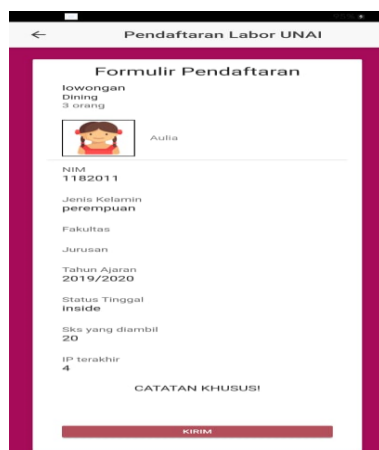 Pendaftaran Labor UNAI
Formulir Pendaftaran
lowongan
Dining
3 orang
Aulia
NIM
1182011
Jenis Kelamin
perempuan
Fakultas
Jurusan
Tahun Ajaran
2019/2020
Status Tinggal
inside
Sks yang diambil
20
IP terakhir
4
CATATAN KHUSUS!
KIRIM